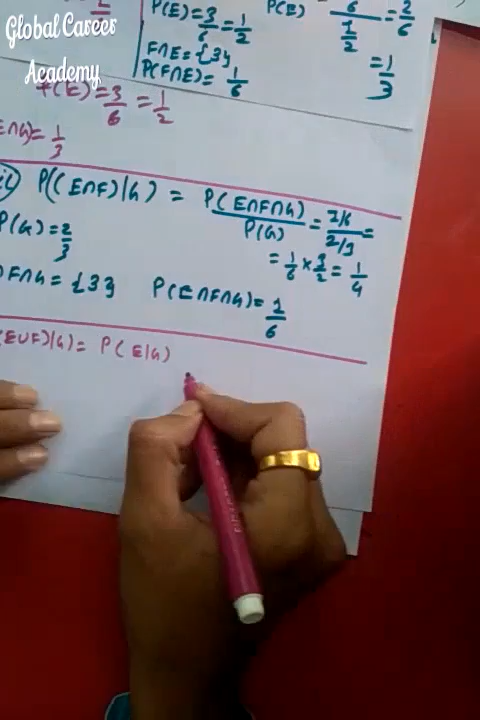 Global Career
Academy
P(E)=3/6=1/2
P(E)
6
1/2
=2/6
F∩E={3}
P(F∩E)=1/6
=1/3
P(E)=3/6=1/2
E∩G)=1/3
P((E∩F)|G) = P(E∩F∩G)/P(G) = 1/6/2/3 =
P(G)=2/3
=1/6×3/2=1/4
∩F∩G={3} P(E∩F∩G)=1/6
(E∪F)|G)= P(E|G)